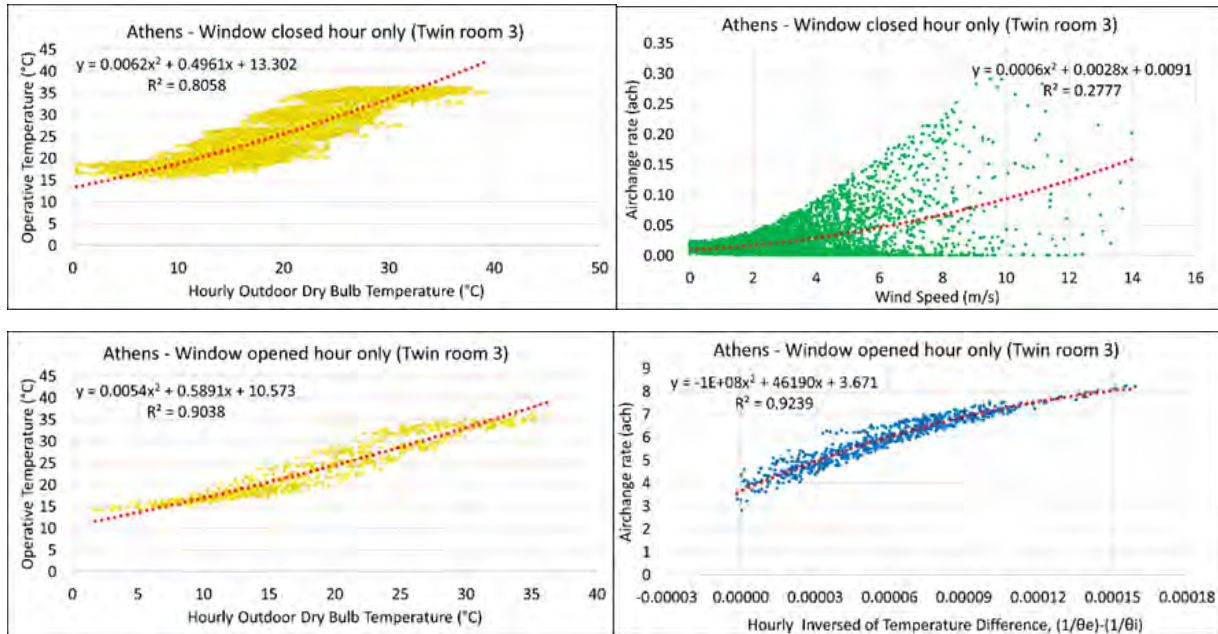 Athens - Window closed hour only (Twin room 3)
y = 0.0062x² + 0.4961x + 13.302
R² = 0.8058
Operative Temperature (°C)
45
40
35
30
25
20
15
10
5
0
0 10 20 30 40 50
Hourly Outdoor Dry Bulb Temperature (°C)
Athens - Window closed hour only (Twin room 3)
y = 0.0006x² + 0.0028x + 0.0091
R² = 0.2777
Airchange rate (ach)
0.35
0.30
0.25
0.20
0.15
0.10
0.05
0.00
0 2 4 6 8 10 12 14 16
Wind Speed (m/s)
Athens - Window opened hour only (Twin room 3)
y = 0.0054x² + 0.5891x + 10.573
R² = 0.9038
Operative Temperature (°C)
45
40
35
30
25
20
15
10
5
0
0 5 10 15 20 25 30 35 40
Hourly Outdoor Dry Bulb Temperature (°C)
Athens - Window opened hour only (Twin room 3)
y = -1E+08x² + 46190x + 3.671
R² = 0.9239
Airchange rate (ach)
9
8
7
6
5
4
3
2
1
0
-0.00003 0.00000 0.00003 0.00006 0.00009 0.00012 0.00015 0.00018
Hourly Inversed of Temperature Difference, (1/θe)-(1/θi)